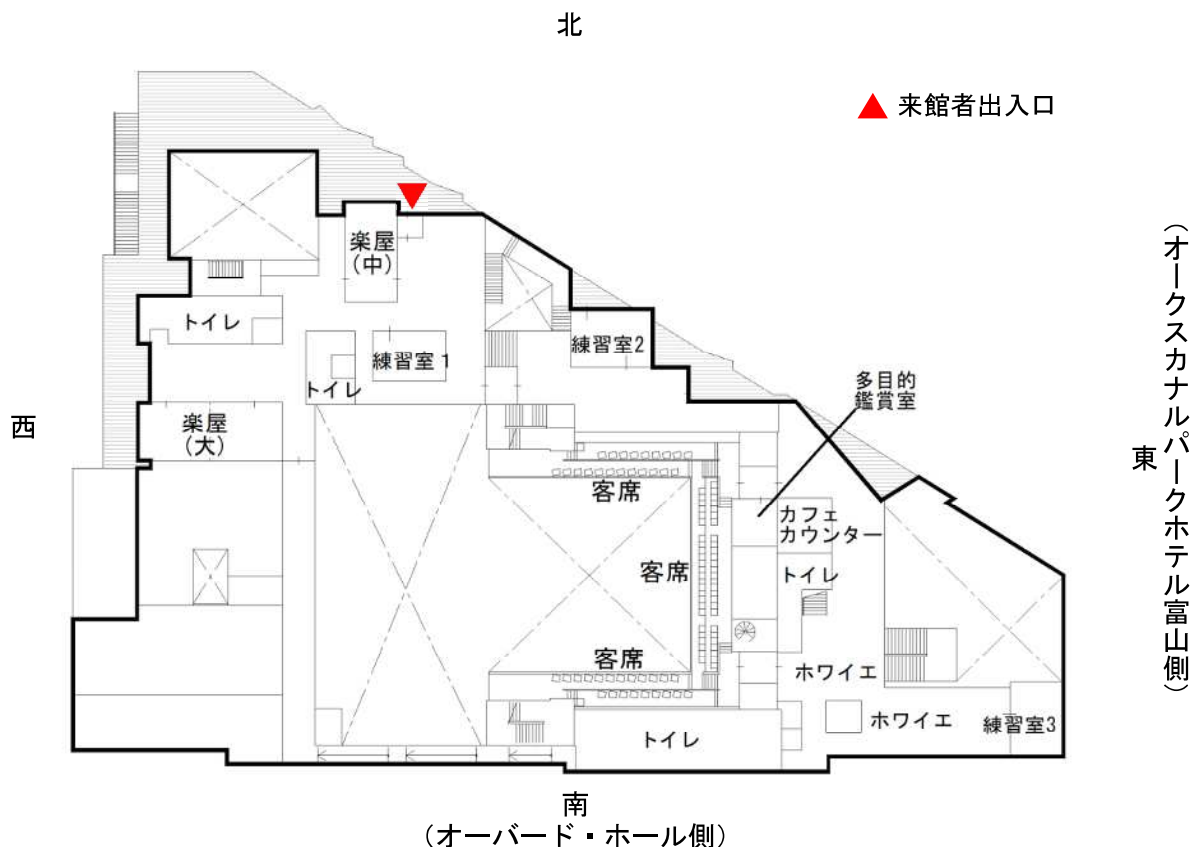 北
来館者出入口
楽屋
(中)
トイレ
練習室1
トイレ
練習室2
多目的
鑑賞室
西
楽屋
(大)
客席
カフェ
カウンター
客席
トイレ
客席
ホワイエ
ホワイエ
練習室3
トイレ
東
(オークスカナルパークホテル富山側)
南
(オーバード・ホール側)